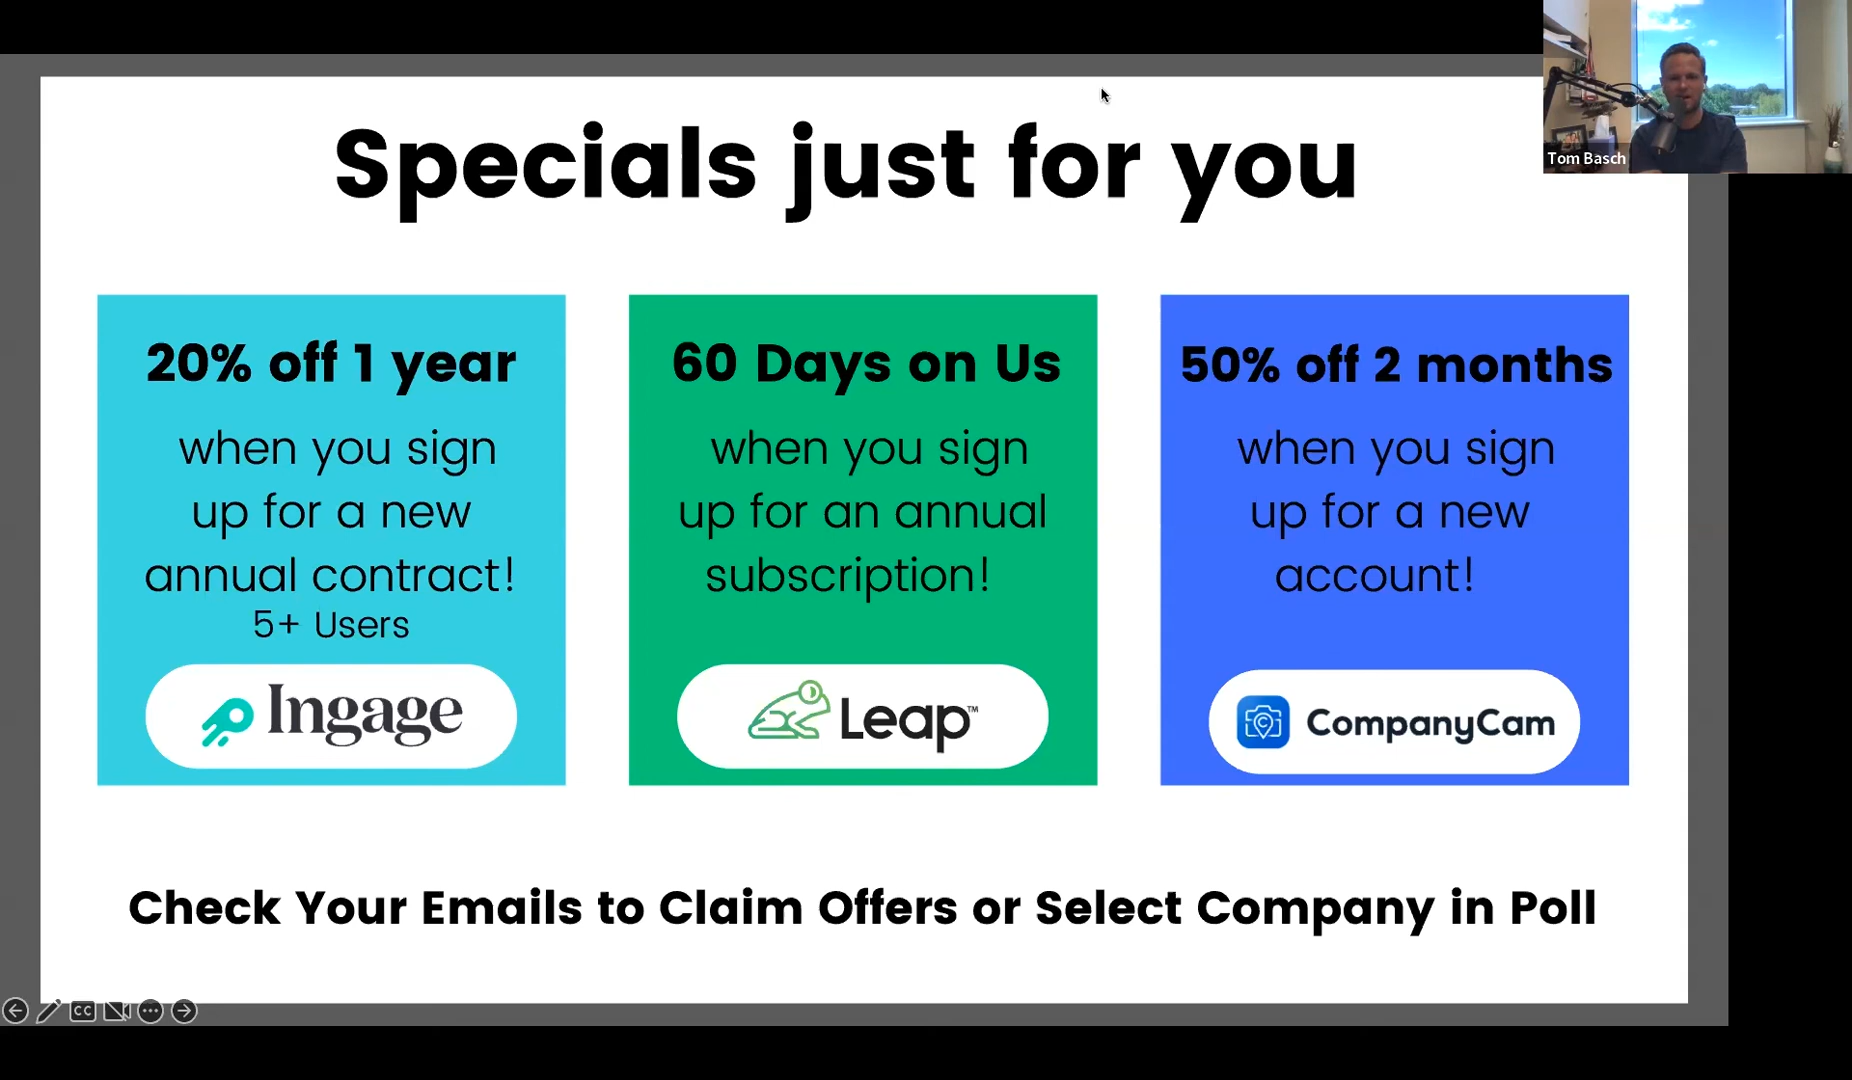 Specials just for you
Tom Basch
20% off 1 year
when you sign
up for a new
annual contract!
5+ Users
Ingage
60 Days on Us
when you sign
up for an annual
subscription!
Leap™
50% off 2 months
when you sign
up for a new
account!
CompanyCam
Check Your Emails to Claim Offers or Select Company in Poll
CC